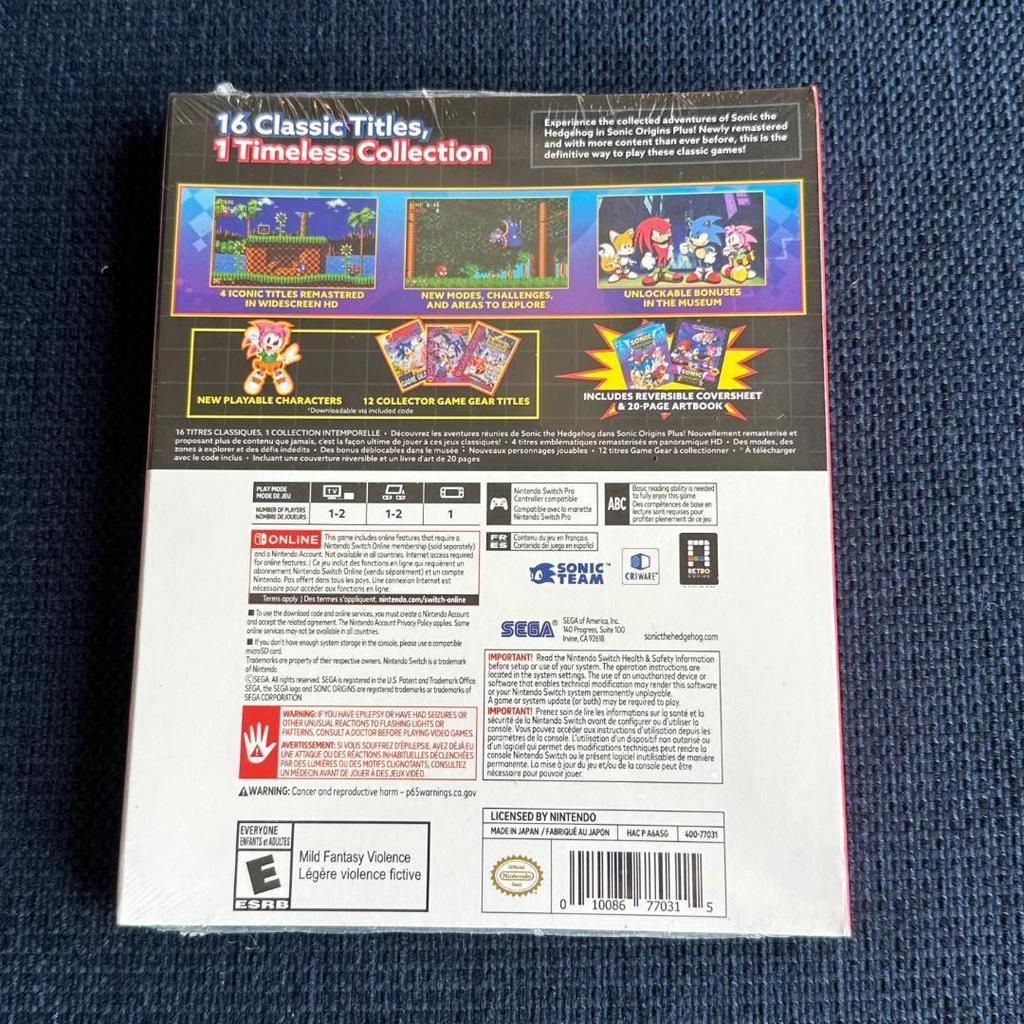 16 Classic Titles,
1 Timeless Collection
Experience the collected adventures of Sonic the
Hedgehog in Sonic Origins Plus! Newly remastered
and with more content than ever before, this is the
definitive way to play these classic games!
4 ICONIC TITLES REMASTERED
IN WIDESCREEN HD
NEW MODES, CHALLENGES,
AND AREAS TO EXPLORE
UNLOCKABLE BONUSES
IN THE MUSEUM
NEW PLAYABLE CHARACTERS
12 COLLECTOR GAME GEAR TITLES
*Downloadable via included code
INCLUDES REVERSIBLE COVERSHEET
& 20-PAGE ARTBOOK
16 TITRES CLASSIQUES, 1 COLLECTION INTEMPORELLE • Découvrez les aventures réunies de Sonic the Hedgehog dans Sonic Origins Plus! Nouvellement remasterisé et
proposant plus de contenu que jamais, c'est la façon ultime de jouer à ces jeux classiques! • 4 titres emblématiques remasterisés en panoramique HD • Des modes, des
zones à explorer et des défis inédits • Des bonus déblocables dans le musée • Nouveaux personnages jouables • 12 titres Game Gear à collectionner • * À télécharger
avec le code inclus • Incluant une couverture réversible et un livre d'art de 20 pages
PLAY MODE
MODE DE JEU
TV
NUMBER OF PLAYERS
NOMBRE DE JOUEURS
1-2
1-2
1
Nintendo Switch Pro
Controller compatible
Compatible avec la manette
Nintendo Switch Pro
ABC
Basic reading ability is needed
to fully enjoy this game
Des compétences de base en
lecture sont requises pour
profiter pleinement de ce jeu
FR
ES
Contenu du jeu en français
Contenido del juego en español
ONLINE
This game includes online features that require a
Nintendo Switch Online membership (sold separately)
and a Nintendo Account. Not available in all countries. Internet access required
for online features. | Ce jeu inclut des fonctions en ligne qui requièrent un
abonnement Nintendo Switch Online (vendu séparément) et un compte
Nintendo. Pas offert dans tous les pays. Une connexion Internet est
nécessaire pour accéder aux fonctions en ligne.
Terms apply | Des termes s'appliquent. nintendo.com/switch-online
SONIC
TEAM™
CRIWARE™
RETRO
ENGINE
■ To use the download code and online services, you must create a Nintendo Account
and accept the related agreement. The Nintendo Account Privacy Policy applies. Some
online services may not be available in all countries.
■ If you don't have enough system storage in the console, please use a compatible
microSD card.
Trademarks are property of their respective owners. Nintendo Switch is a trademark
of Nintendo.
©SEGA. All rights reserved. SEGA is registered in the U.S. Patent and Trademark Office.
SEGA, the SEGA logo and SONIC ORIGINS are registered trademarks or trademarks of
SEGA CORPORATION.
SEGA®
SEGA of America, Inc.
140 Progress, Suite 100
Irvine, CA 92618
sonicthehedgehog.com
IMPORTANT! Read the Nintendo Switch Health & Safety Information
before setup or use of your system. The operation instructions are
located in the system settings. The use of an unauthorized device or
software that enables technical modification may render this software
or your Nintendo Switch system permanently unplayable.
A game or system update (or both) may be required to play.
IMPORTANT! Prenez soin de lire les informations sur la santé et la
sécurité de la Nintendo Switch avant de configurer ou d'utiliser la
console. Vous pouvez accéder aux instructions d'utilisation depuis les
paramètres de la console. L'utilisation d'un dispositif non autorisé ou
d'un logiciel qui permet des modifications techniques peut rendre la
console Nintendo Switch ou le présent logiciel inutilisables de manière
permanente. La mise à jour du jeu et/ou de la console peut être
nécessaire pour pouvoir jouer.
WARNING: IF YOU HAVE EPILEPSY OR HAVE HAD SEIZURES OR
OTHER UNUSUAL REACTIONS TO FLASHING LIGHTS OR
PATTERNS, CONSULT A DOCTOR BEFORE PLAYING VIDEO GAMES.
AVERTISSEMENT: SI VOUS SOUFFREZ D'ÉPILEPSIE, AVEZ DÉJÀ EU
UNE ATTAQUE OU DES RÉACTIONS INHABITUELLES DÉCLENCHÉES
PAR DES LUMIÈRES OU DES MOTIFS CLIGNOTANTS, CONSULTEZ
UN MÉDECIN AVANT DE JOUER À DES JEUX VIDÉO.
⚠WARNING: Cancer and reproductive harm – p65warnings.ca.gov
EVERYONE
ENFANTS et ADULTES
E
ESRB
Mild Fantasy Violence
Légère violence fictive
LICENSED BY NINTENDO
MADE IN JAPAN / FABRIQUÉ AU JAPON
HAC P A6ASG
400-77031
Official
Nintendo
Seal
0 10086 77031 5